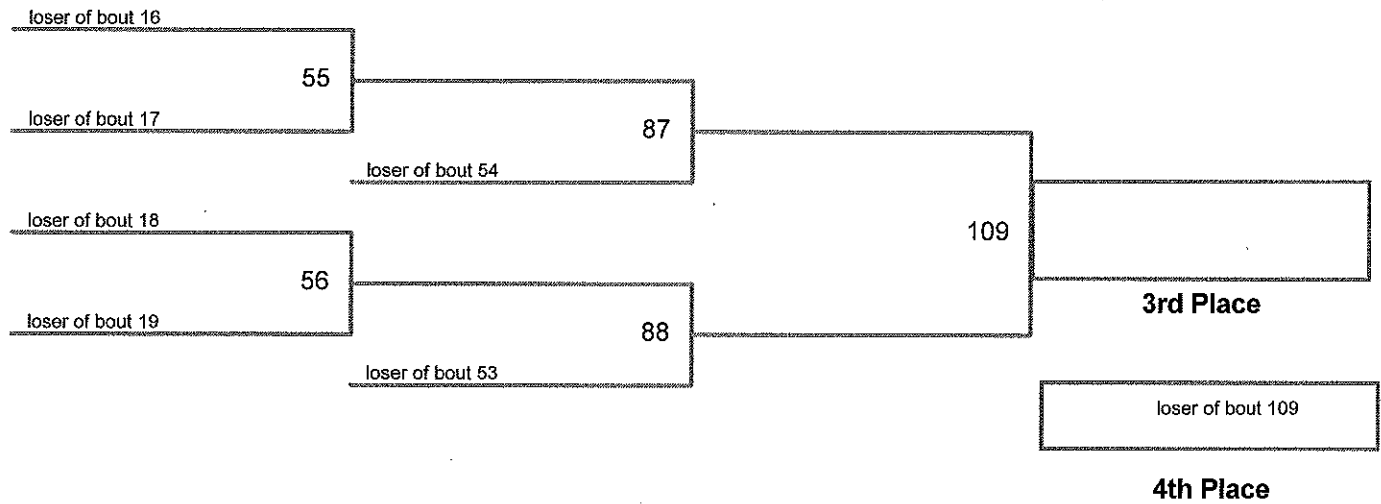 loser of bout 16
55
loser of bout 17
87
loser of bout 54
loser of bout 18
109
56
3rd Place
loser of bout 19
88
loser of bout 53
loser of bout 109
4th Place